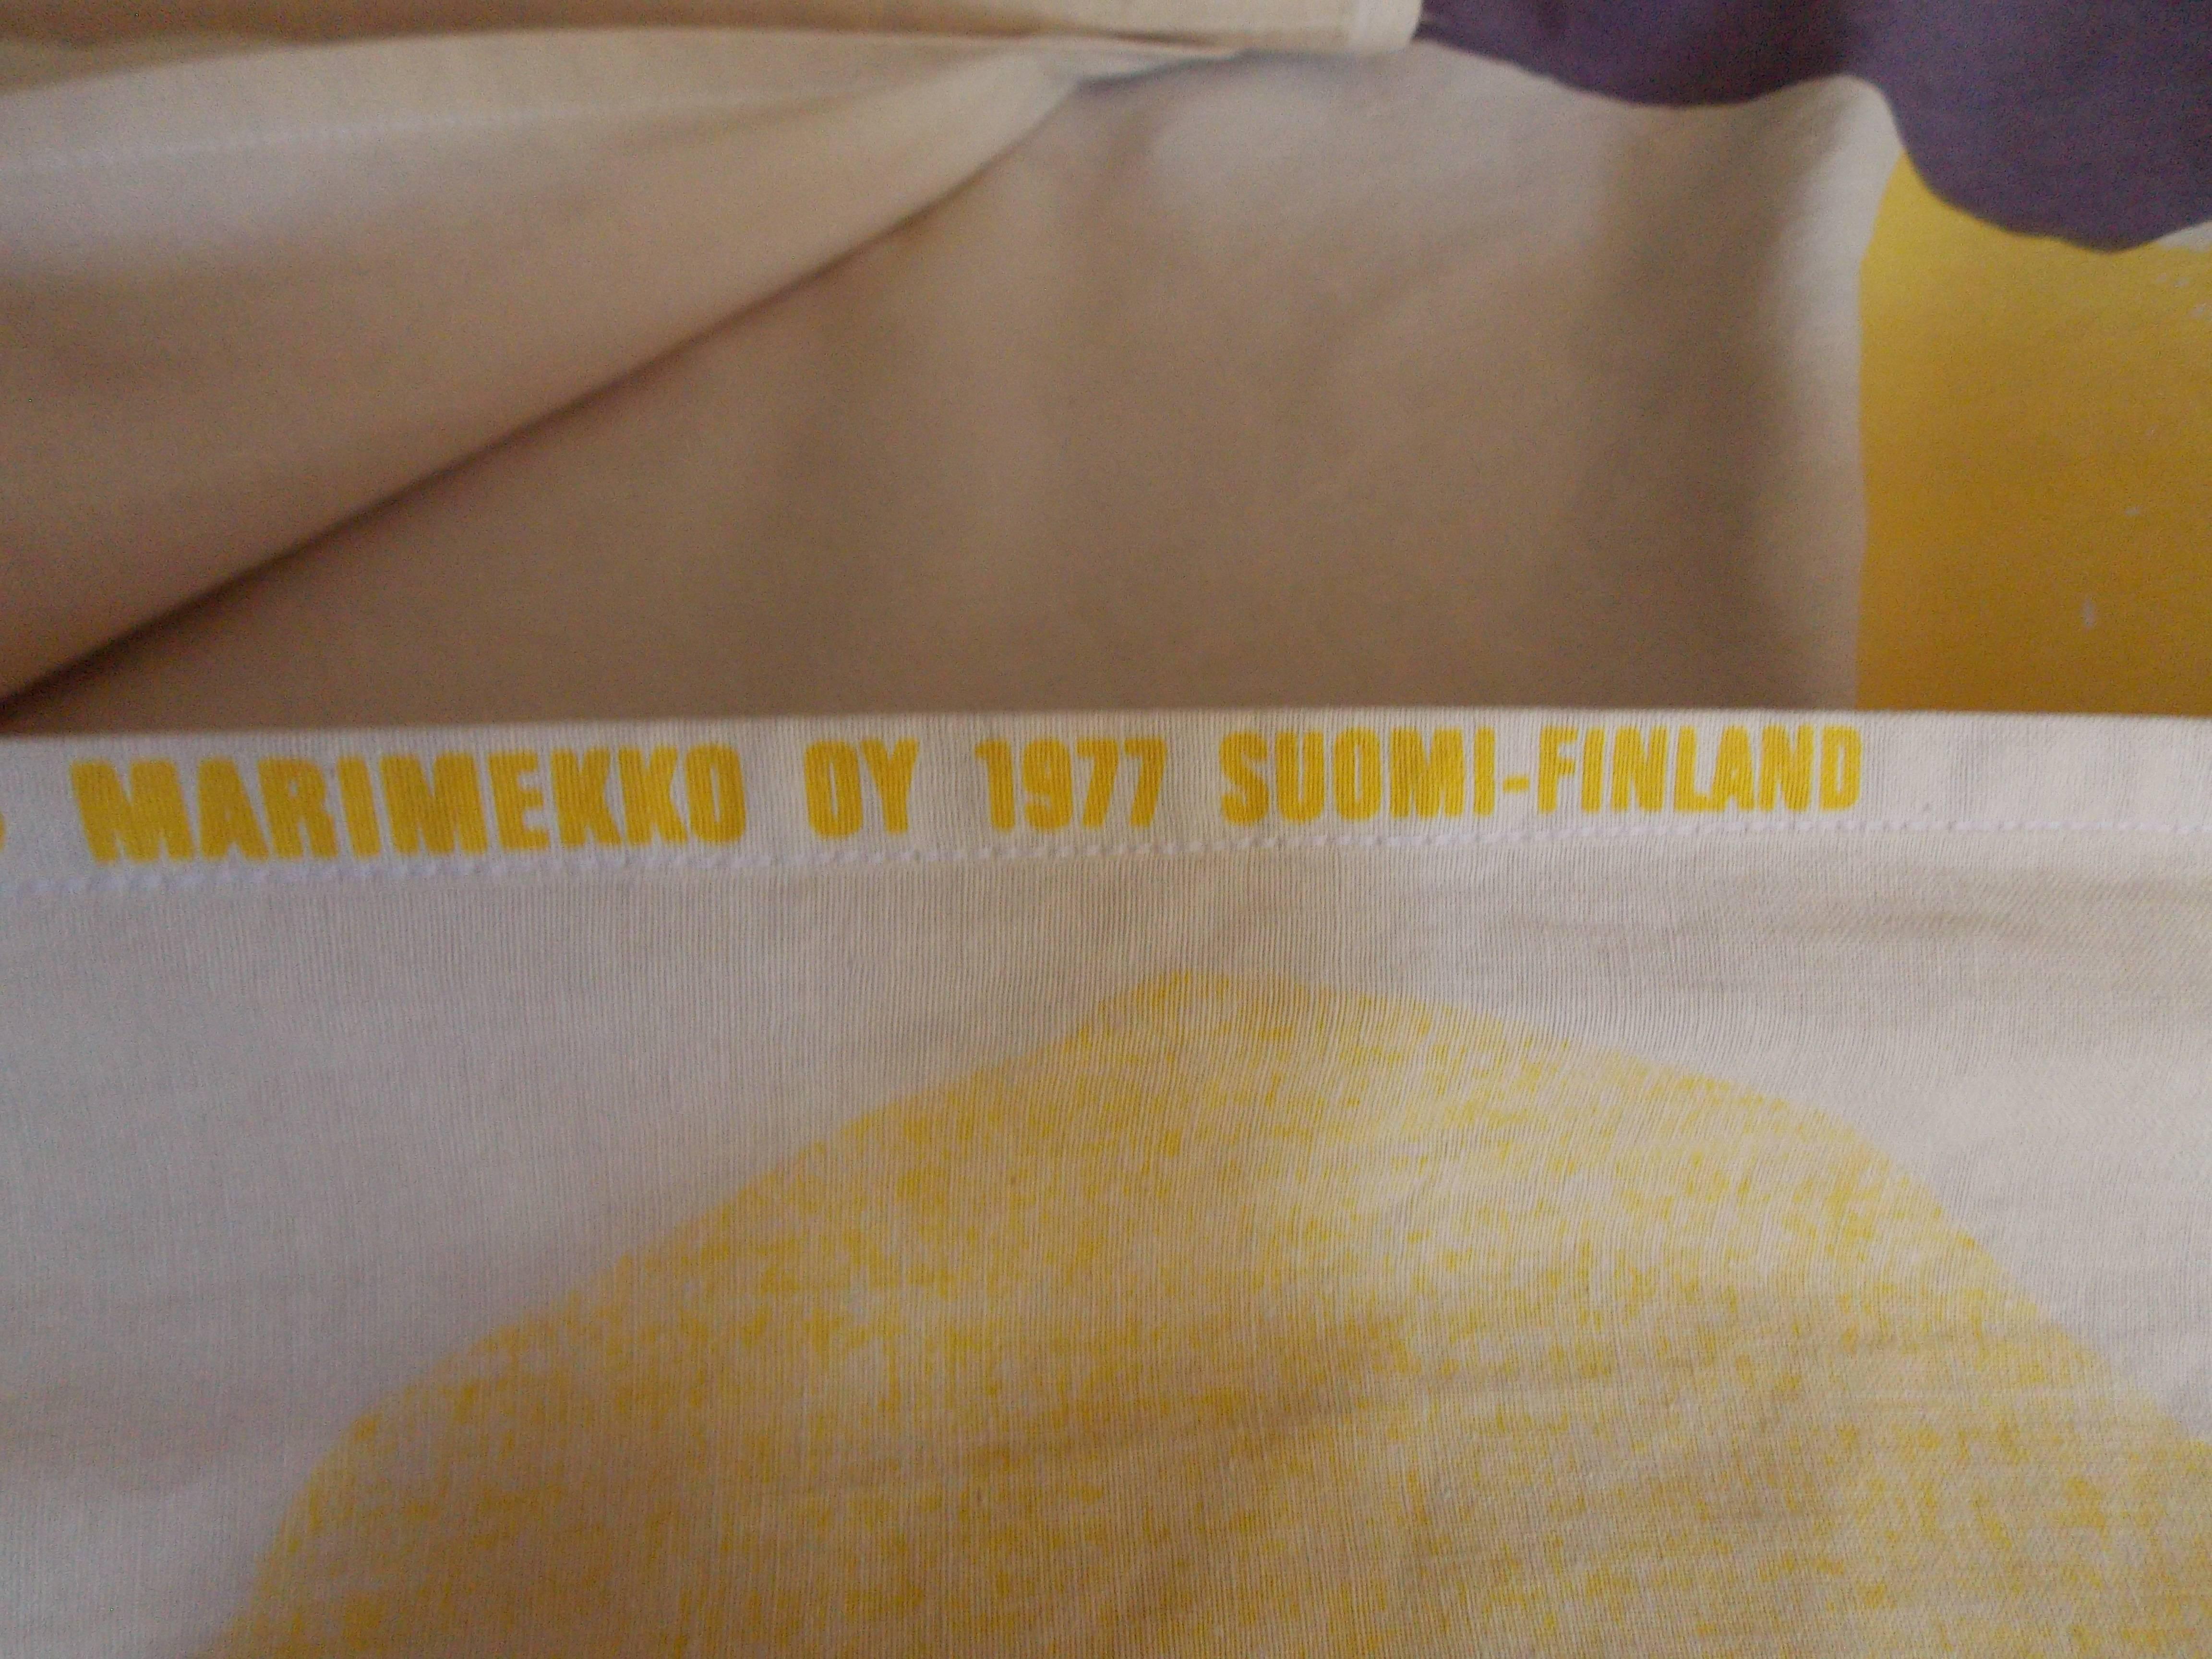 MARIMEKKO OY 1977 SUOMI-FINLAND